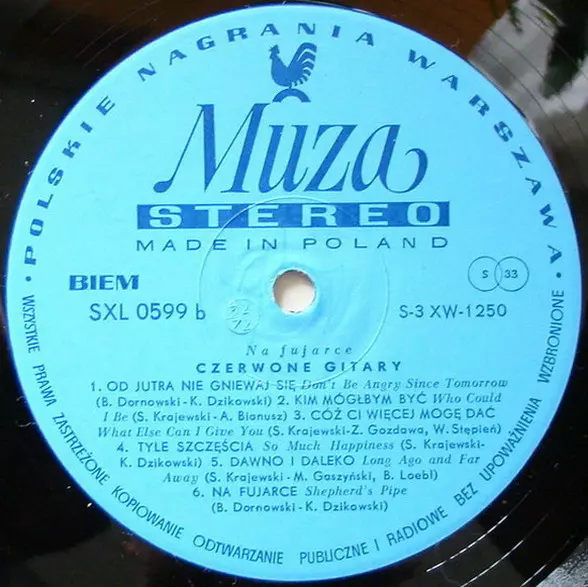 • POLSKIE NAGRANIA WARSZAWA •
Muza
STEREO
MADE IN POLAND
BIEM
S 33
SXL 0599 b
S-3 XW-1250
Na fujarce
CZERWONE GITARY
1. OD JUTRA NIE GNIEWAJ SIĘ Don't Be Angry Since Tomorrow
(B. Dornowski-K. Dzikowski) 2. KIM MÓGŁBYM BYĆ Who Could
I Be (S. Krajewski-A. Bianusz) 3. CÓŻ CI WIĘCEJ MOGĘ DAĆ
What Else Can I Give You (S. Krajewski-Z. Gozdawa, W. Stępień)
4. TYLE SZCZĘŚCIA So Much Happiness (S. Krajewski-
K. Dzikowski) 5. DAWNO I DALEKO Long Ago and Far
Away (S. Krajewski - M. Gaszyński, B. Loebl)
6. NA FUJARCE Shepherd's Pipe
(B. Dornowski-K. Dzikowski)
WSZYSTKIE PRAWA ZASTRZEŻONE KOPIOWANIE ODTWARZANIE PUBLICZNE I RADIOWE BEZ UPOWAŻNIENIA WZBRONIONE